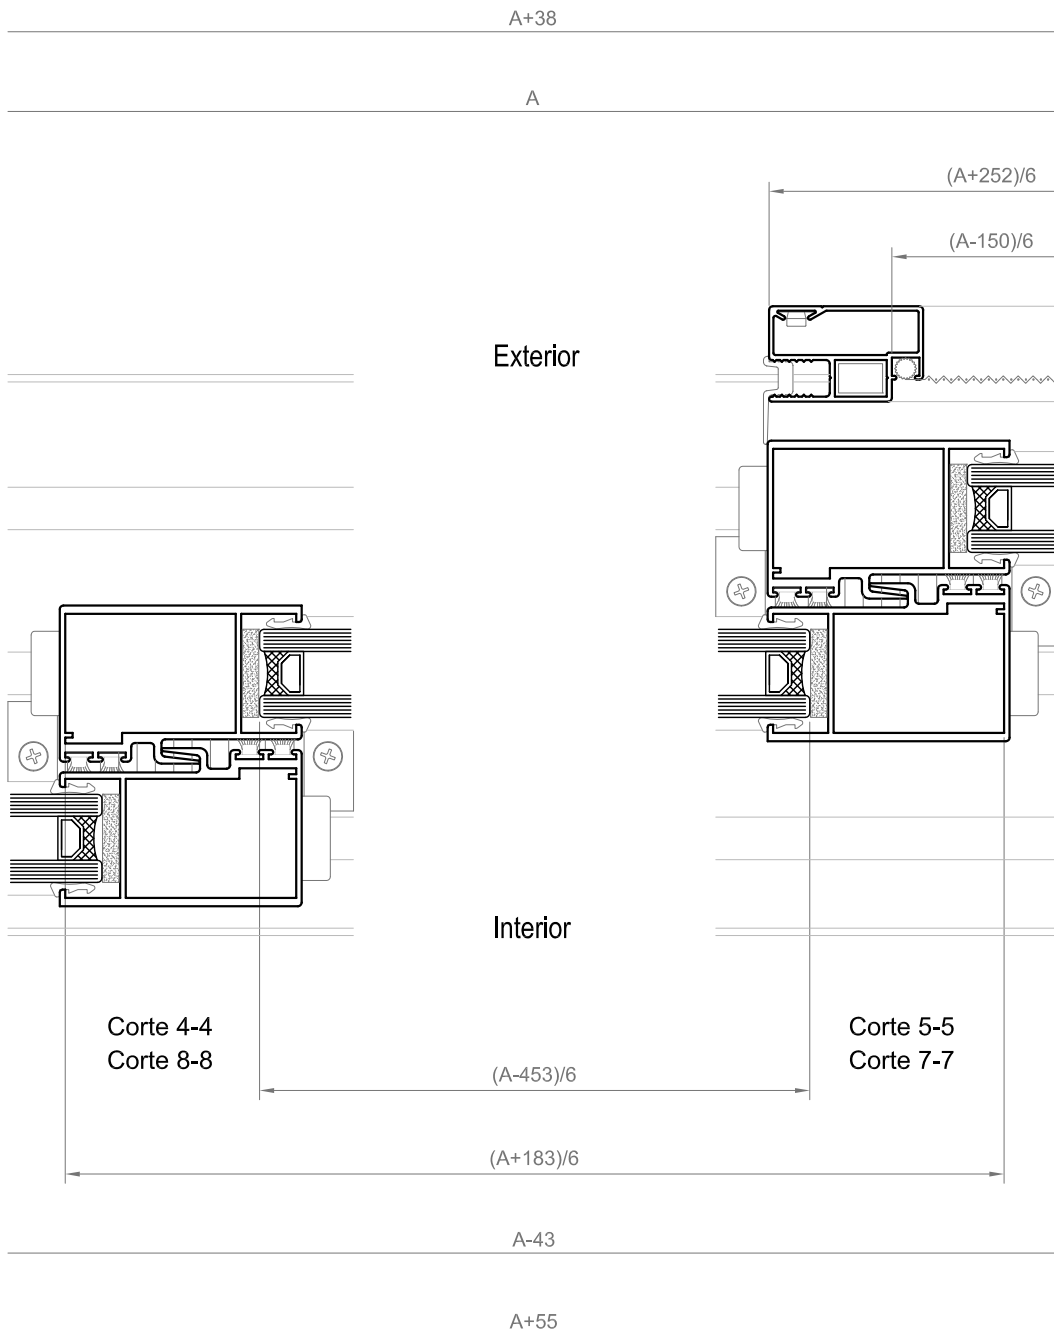 A+38
A
(A+252)/6
(A-150)/6
Exterior
Interior
Corte 4-4
Corte 8-8
Corte 5-5
Corte 7-7
(A-453)/6
(A+183)/6
A-43
A+55